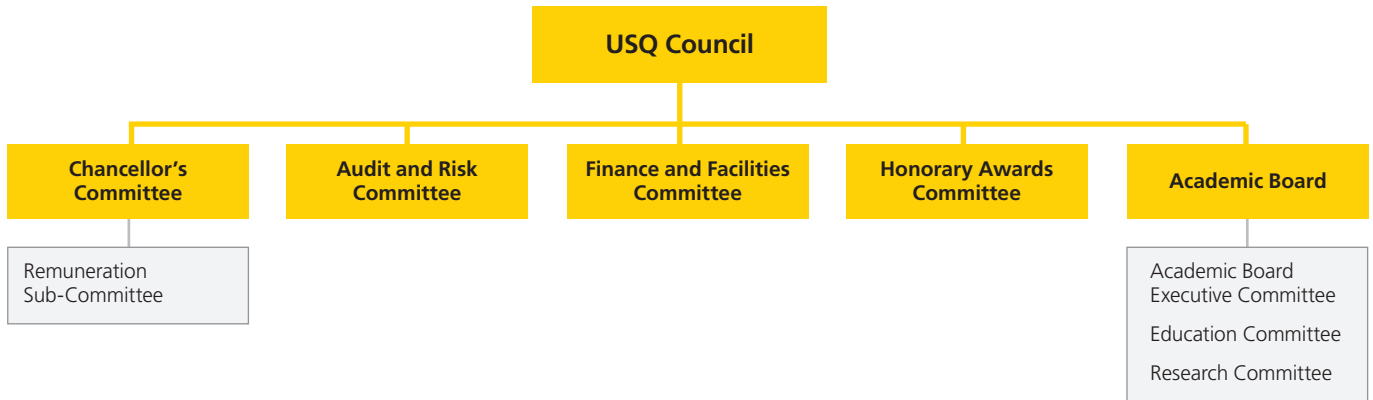 USQ Council
Chancellor's
Committee
Audit and Risk
Committee
Finance and Facilities
Committee
Honorary Awards
Committee
Academic Board
Remuneration
Sub-Committee
Academic Board
Executive Committee
Education Committee
Research Committee